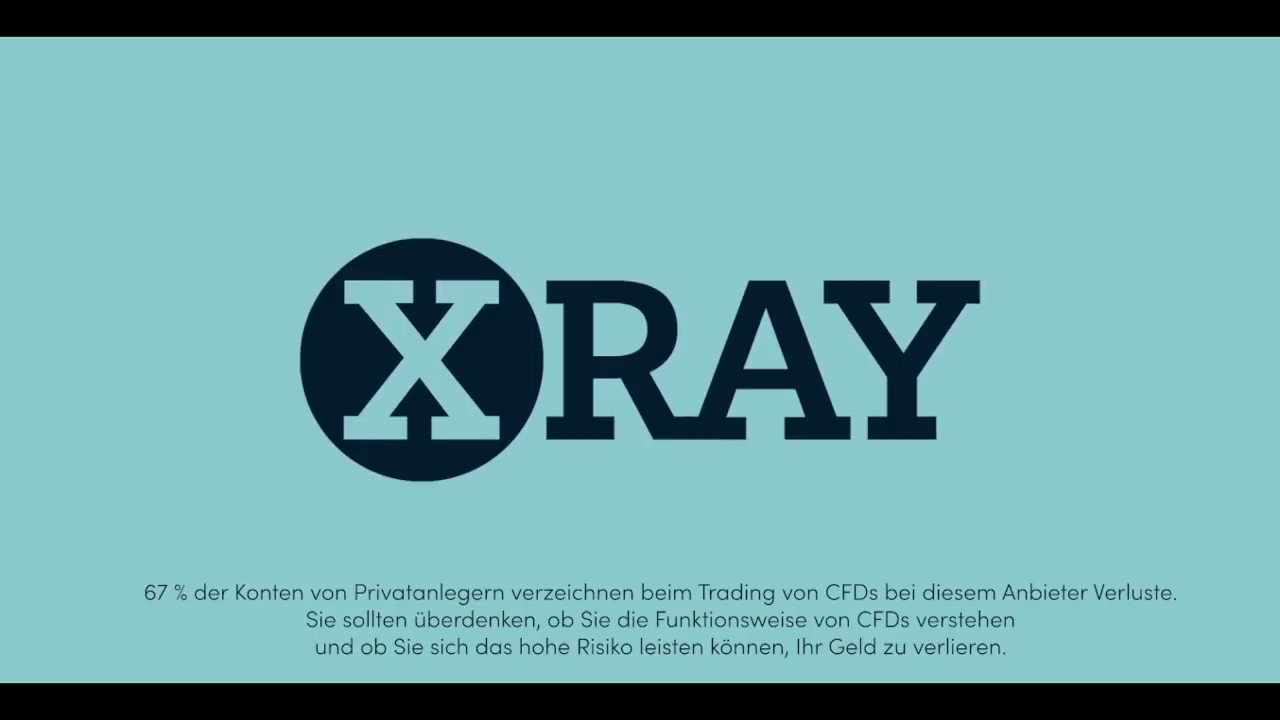 XRAY
67 % der Konten von Privatanlegern verzeichnen beim Trading von CFDs bei diesem Anbieter Verluste.
Sie sollten überdenken, ob Sie die Funktionsweise von CFDs verstehen
und ob Sie sich das hohe Risiko leisten können, Ihr Geld zu verlieren.